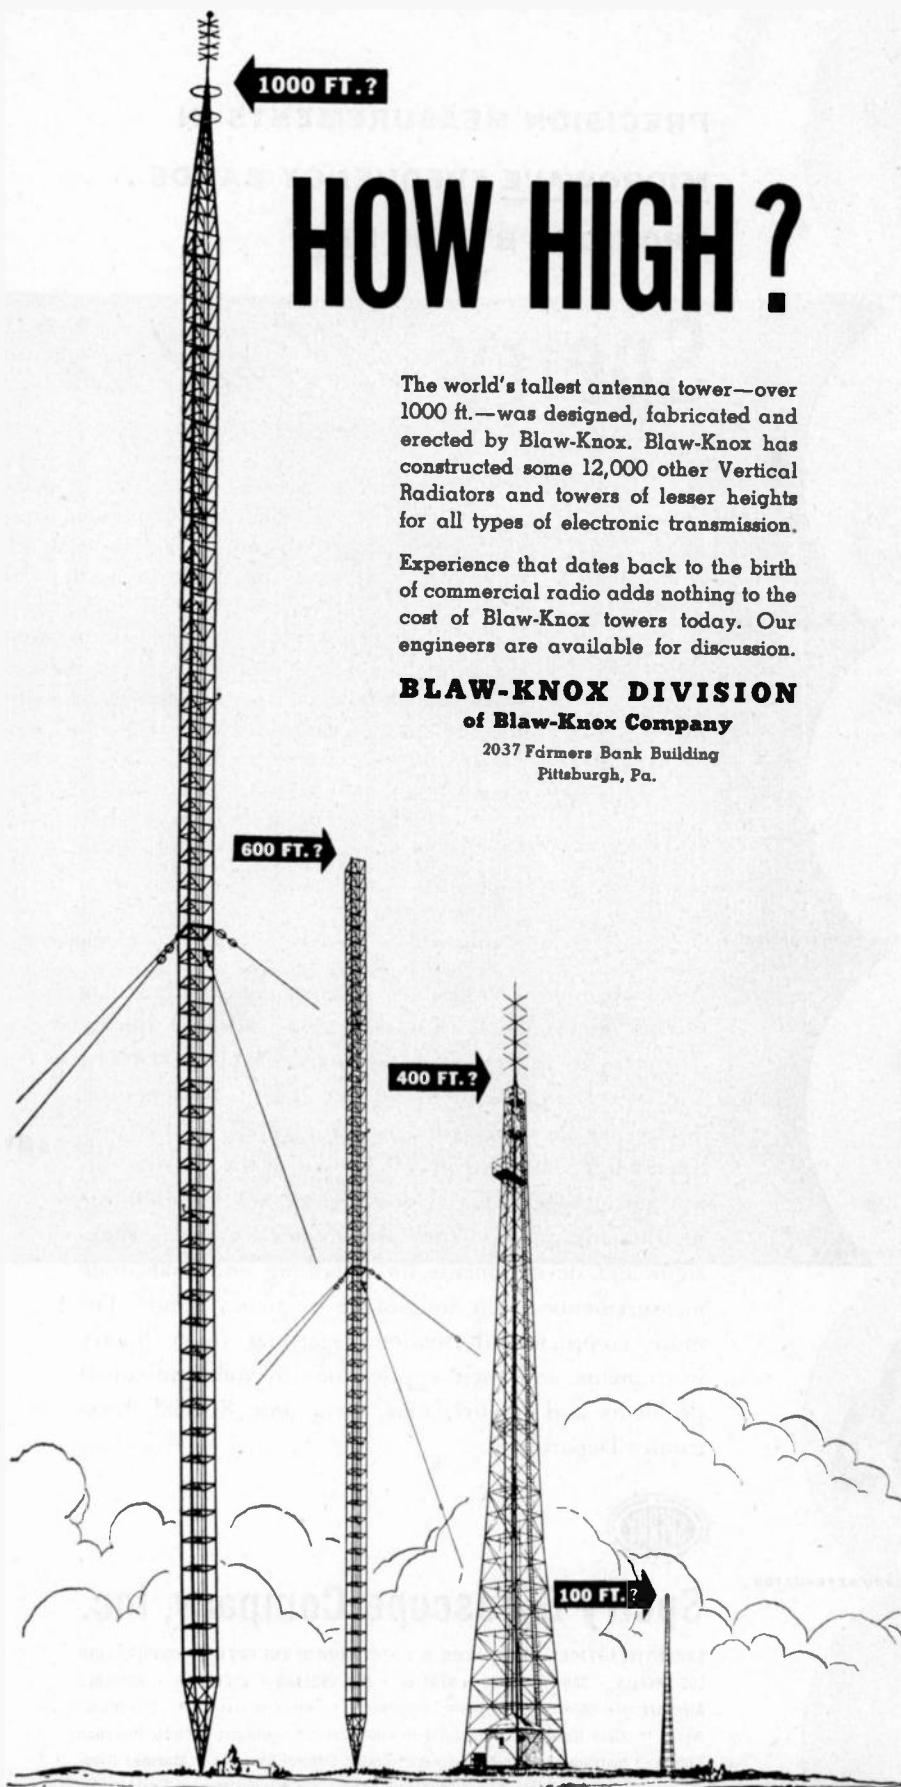 1000 FT.?
HOW HIGH?
The world's tallest antenna tower—over
1000 ft.—was designed, fabricated and
erected by Blaw-Knox. Blaw-Knox has
constructed some 12,000 other Vertical
Radiators and towers of lesser heights
for all types of electronic transmission.
Experience that dates back to the birth
of commercial radio adds nothing to the
cost of Blaw-Knox towers today. Our
engineers are available for discussion.
BLAW-KNOX DIVISION
of Blaw-Knox Company
2037 Farmers Bank Building
Pittsburgh, Pa.
600 FT.?
400 FT.?
100 FT.?